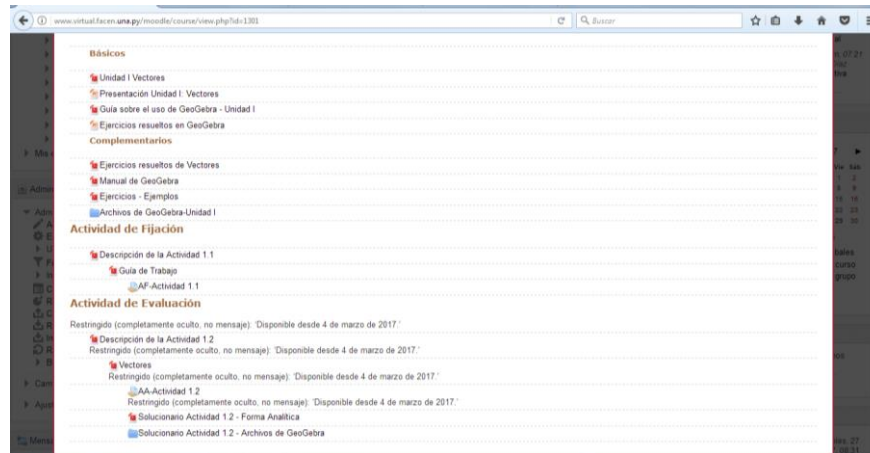 www.virtual.facen.una.py/moodle/course/view.php?id=1301
Buscar
Básicos
Unidad I Vectores
Presentación Unidad I: Vectores
Guía sobre el uso de GeoGebra - Unidad I
Ejercicios resueltos en GeoGebra
Complementarios
Ejercicios resueltos de Vectores
Manual de GeoGebra
Ejercicios - Ejemplos
Archivos de GeoGebra-Unidad I
Actividad de Fijación
Descripción de la Actividad 1.1
Guía de Trabajo
AF-Actividad 1.1
Actividad de Evaluación
Restringido (completamente oculto, no mensaje): 'Disponible desde 4 de marzo de 2017.'
Descripción de la Actividad 1.2
Restringido (completamente oculto, no mensaje): 'Disponible desde 4 de marzo de 2017.'
Vectores
Restringido (completamente oculto, no mensaje): 'Disponible desde 4 de marzo de 2017.'
AA-Actividad 1.2
Restringido (completamente oculto, no mensaje): 'Disponible desde 4 de marzo de 2017.'
Solucionario Actividad 1.2 - Forma Analítica
Solucionario Actividad 1.2 - Archivos de GeoGebra